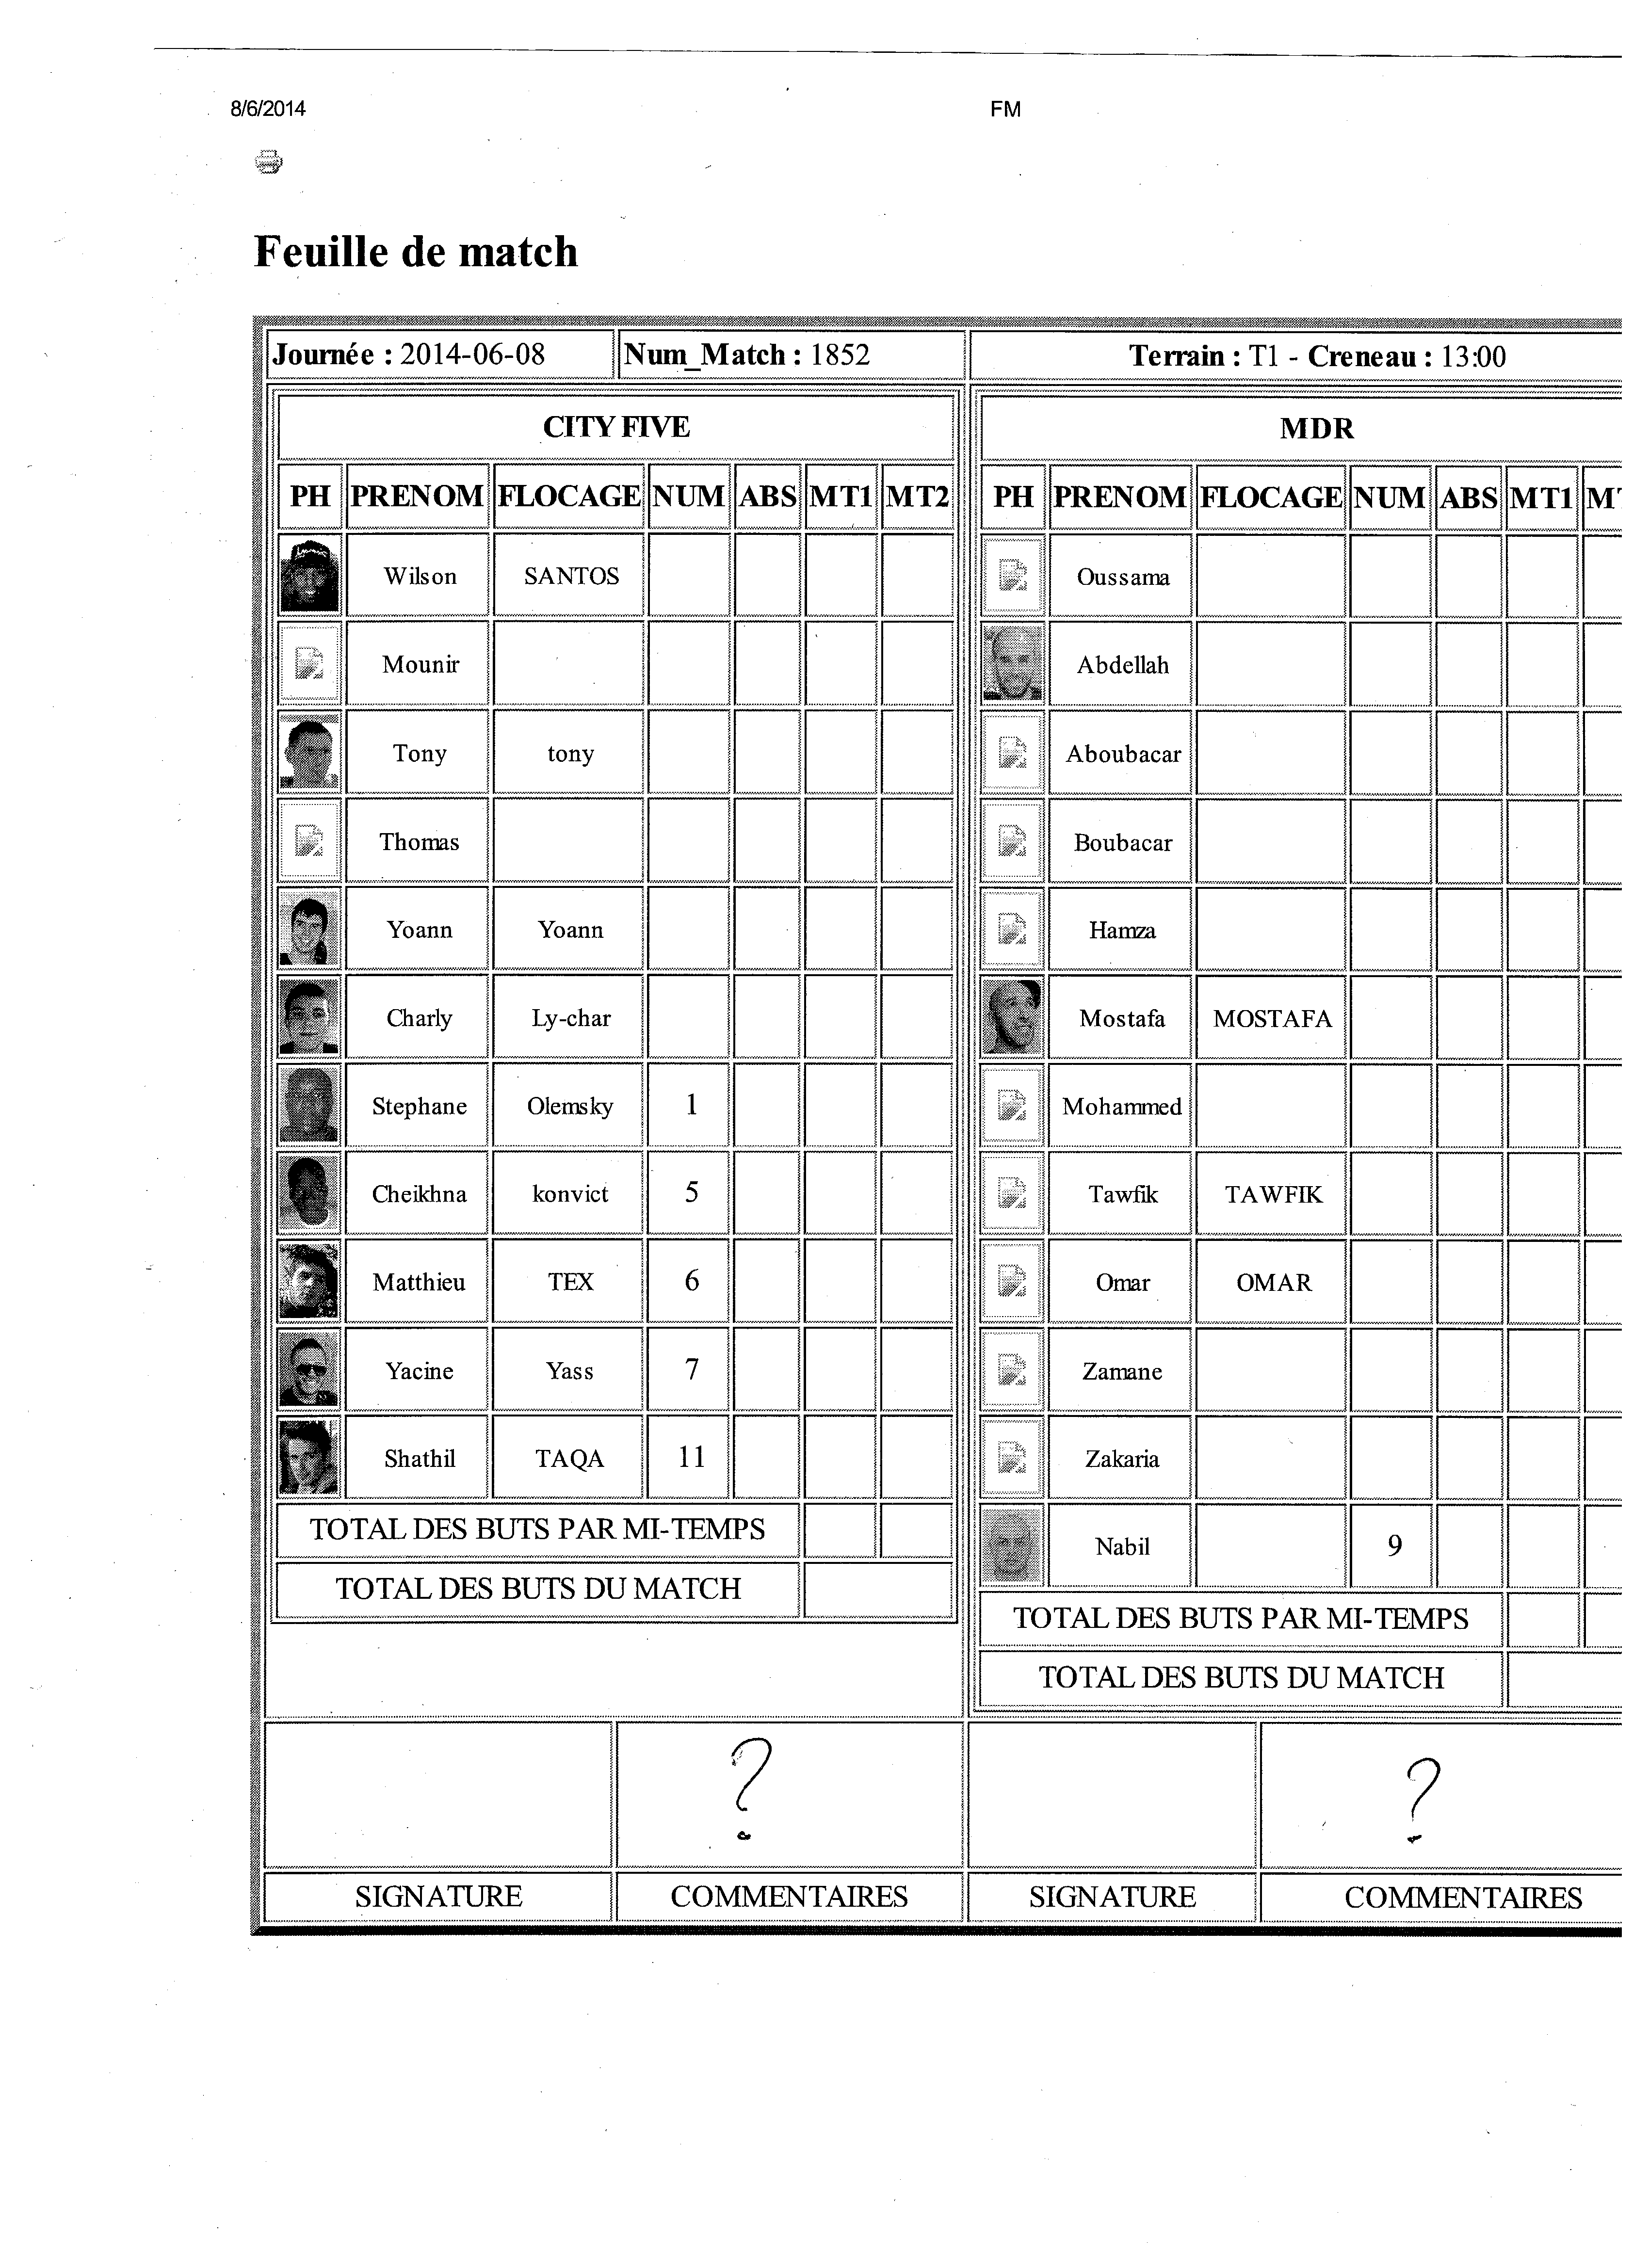 8/6/2014 FM
Feuille de match
Journée : 2014-06-08 Num_Match : 1852 Terrain : T1 - Creneau : 13:00
CITY FIVE MDR
PH PRENOM FLOCAGE NUM ABS MT1 MT2 PH PRENOM FLOCAGE NUM ABS MT1
Wilson SANTOS Oussama
Mounir Abdellah
Tony tony Aboubacar
Thomas Boubacar
Yoann Yoann Hamza
Charly Ly-char Mostafa MOSTAFA
Stephane Olemsky 1 Mohammed
Cheikhna konvict 5 Tawfik TAWFIK
Matthieu TEX 6 Omar OMAR
Yacine Yass 7 Zamane
Shathil TAQA 11 Zakaria
TOTAL DES BUTS PAR MI-TEMPS Nabil 9
TOTAL DES BUTS DU MATCH TOTAL DES BUTS PAR MI-TEMPS
TOTAL DES BUTS DU MATCH
? ?
SIGNATURE COMMENTAIRES SIGNATURE COMMENTAIRES